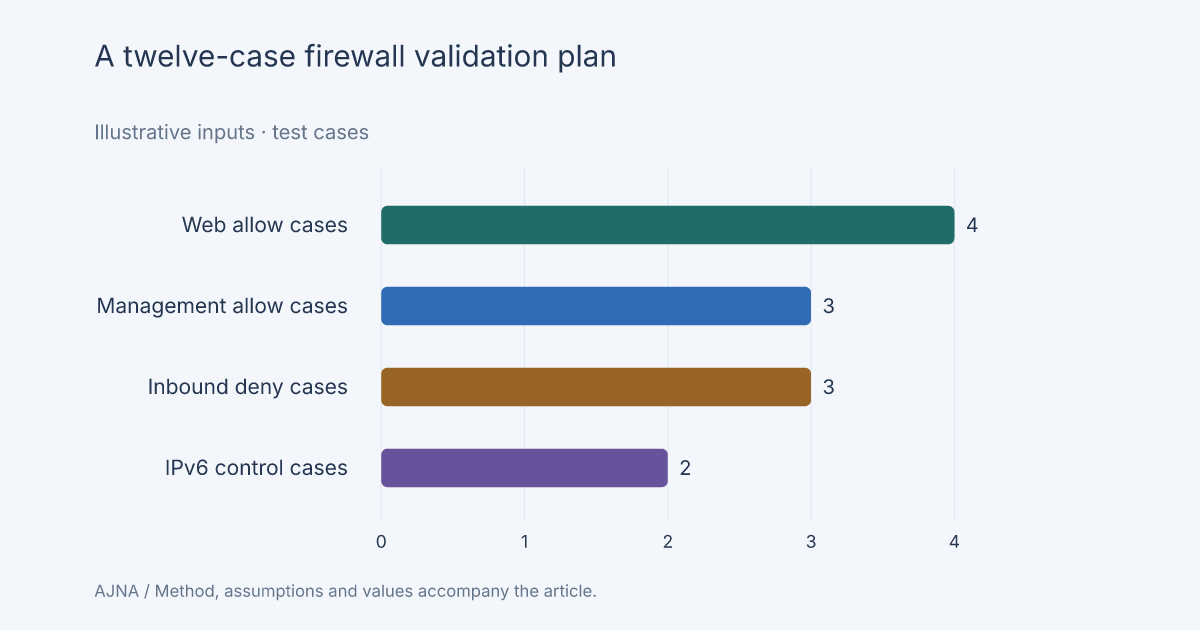 A twelve-case firewall validation plan
Illustrative inputs · test cases
Web allow cases 4
Management allow cases 3
Inbound deny cases 3
IPv6 control cases 2
0 1 2 3 4
AJNA / Method, assumptions and values accompany the article.